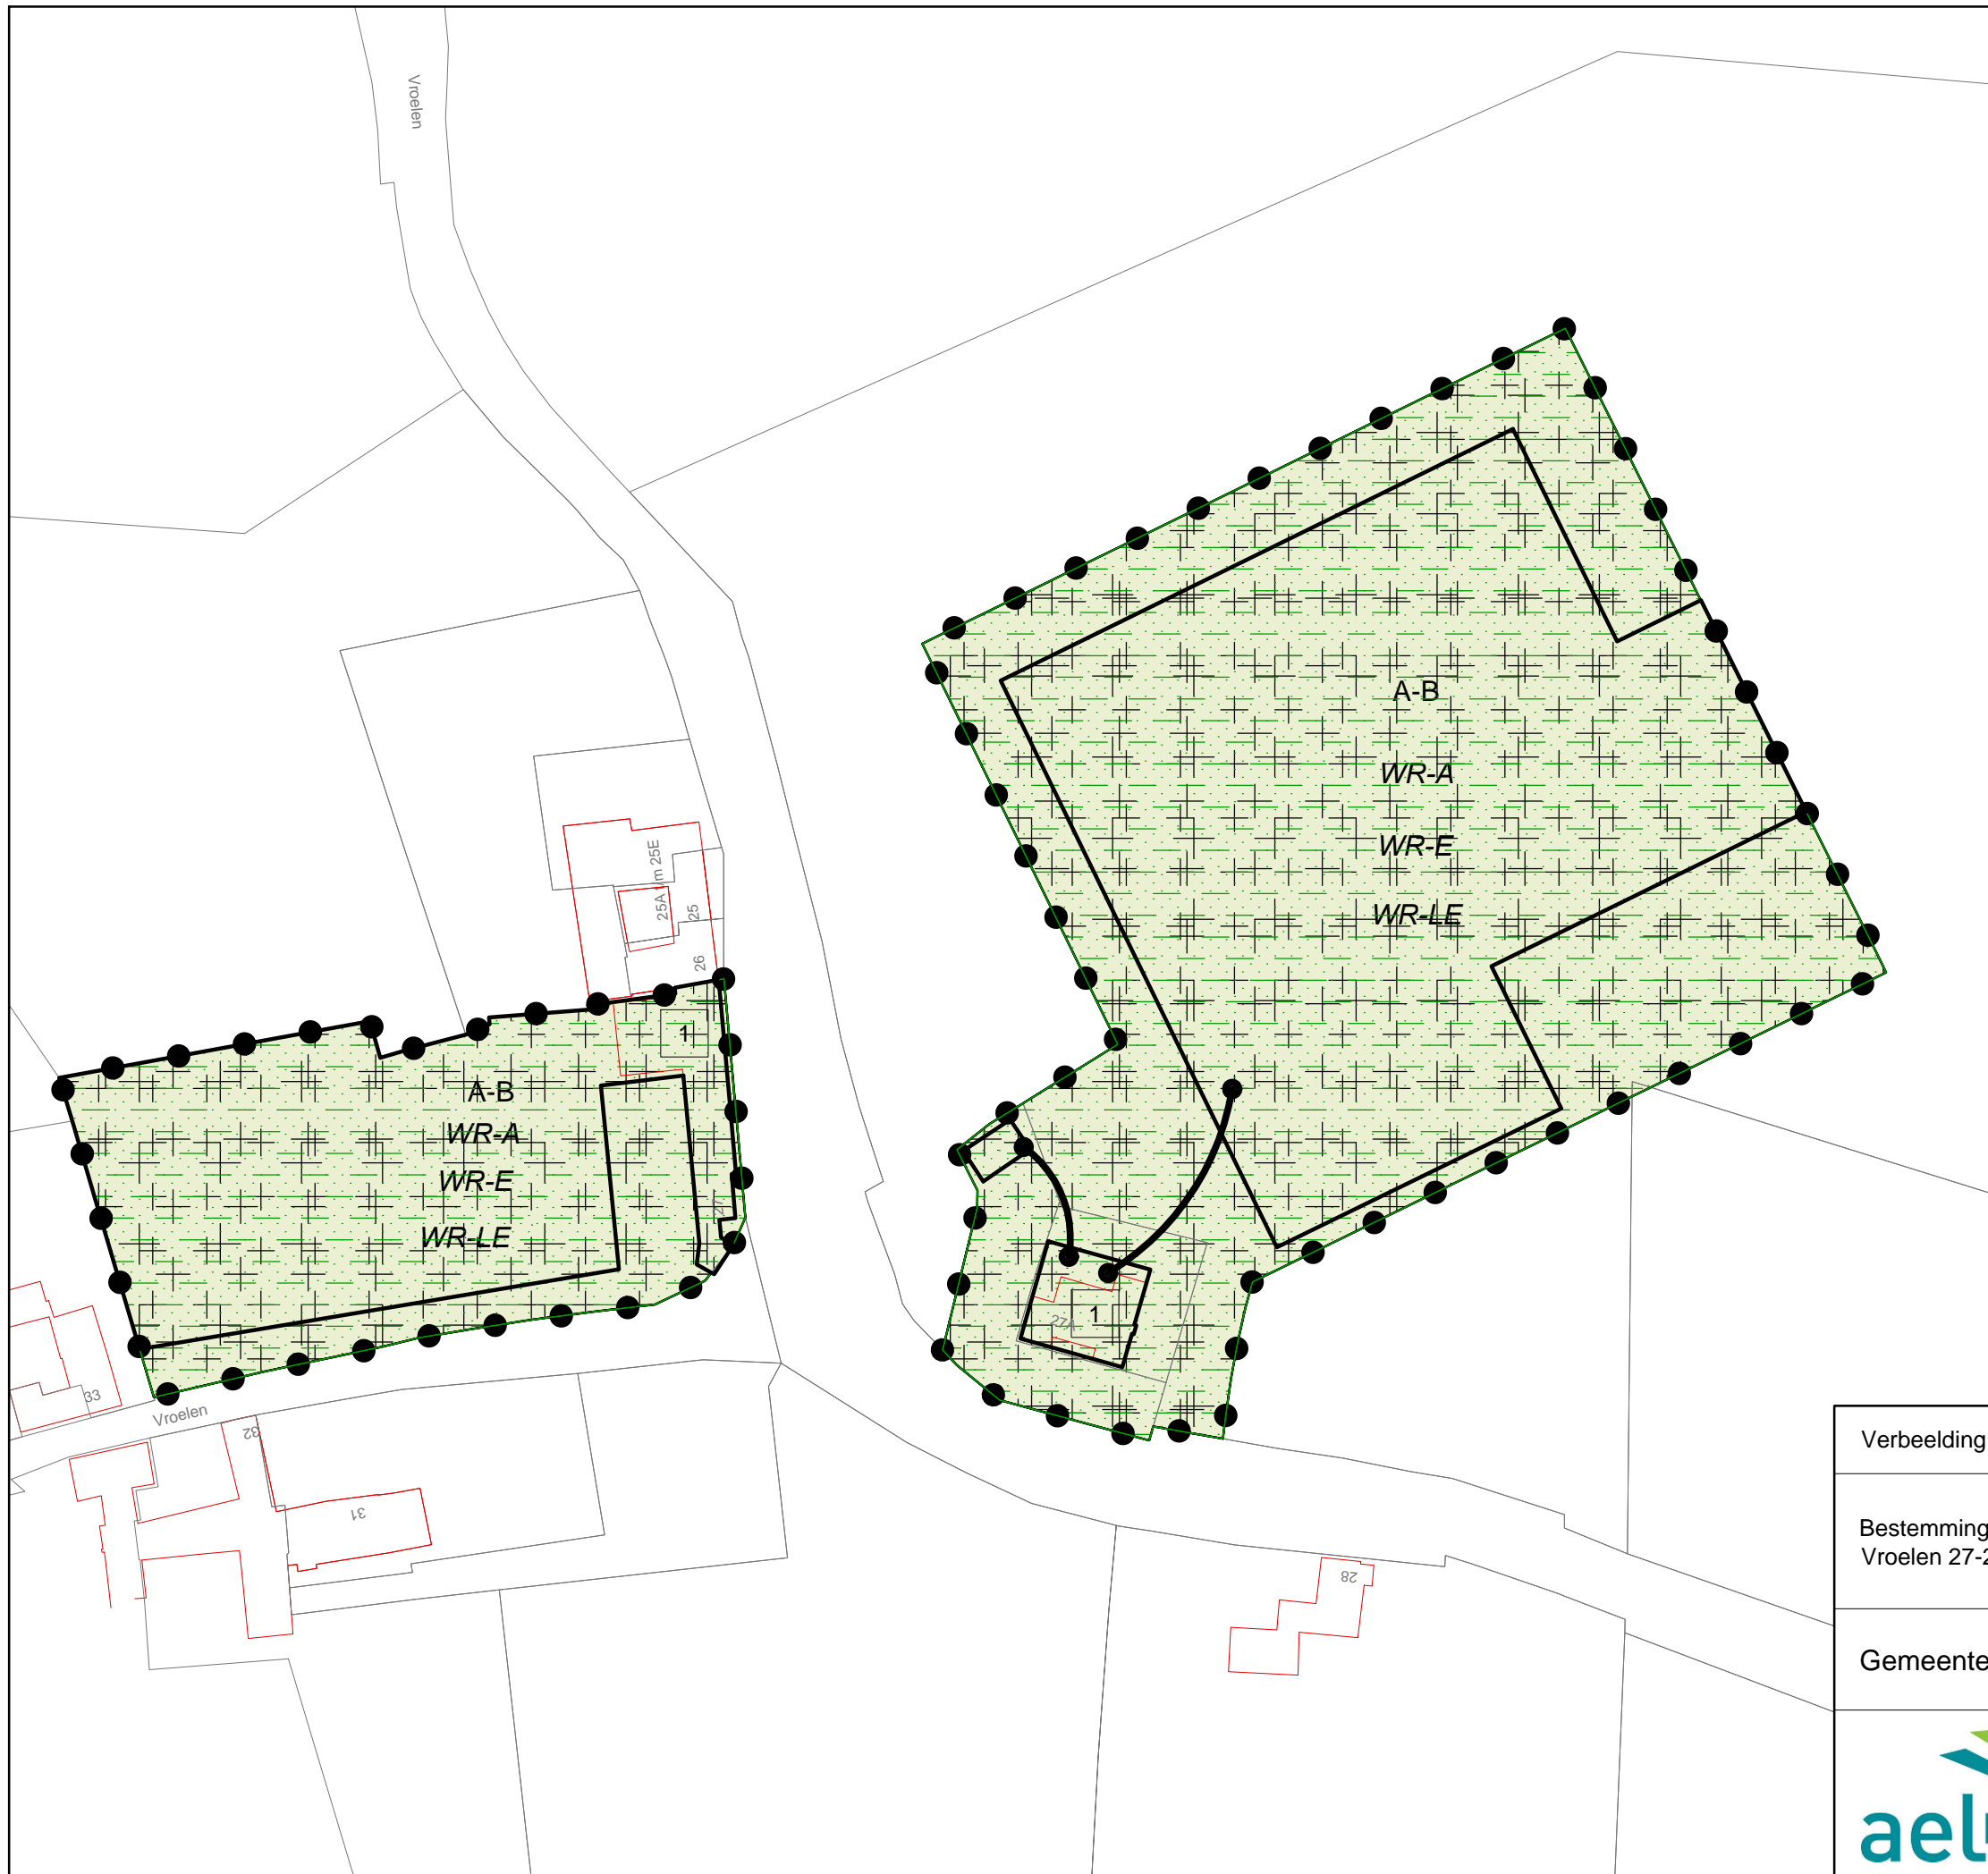 Vroelen
A-B
WR-A
WR-E
WR-LE
25A t/m 25E
25
26
1
A-B
WR-A
WR-E
WR-LE
27
27A
1
33
Vroelen
32
31
28
Verbeelding
Bestemming
Vroelen 27-2
Gemeente
ael